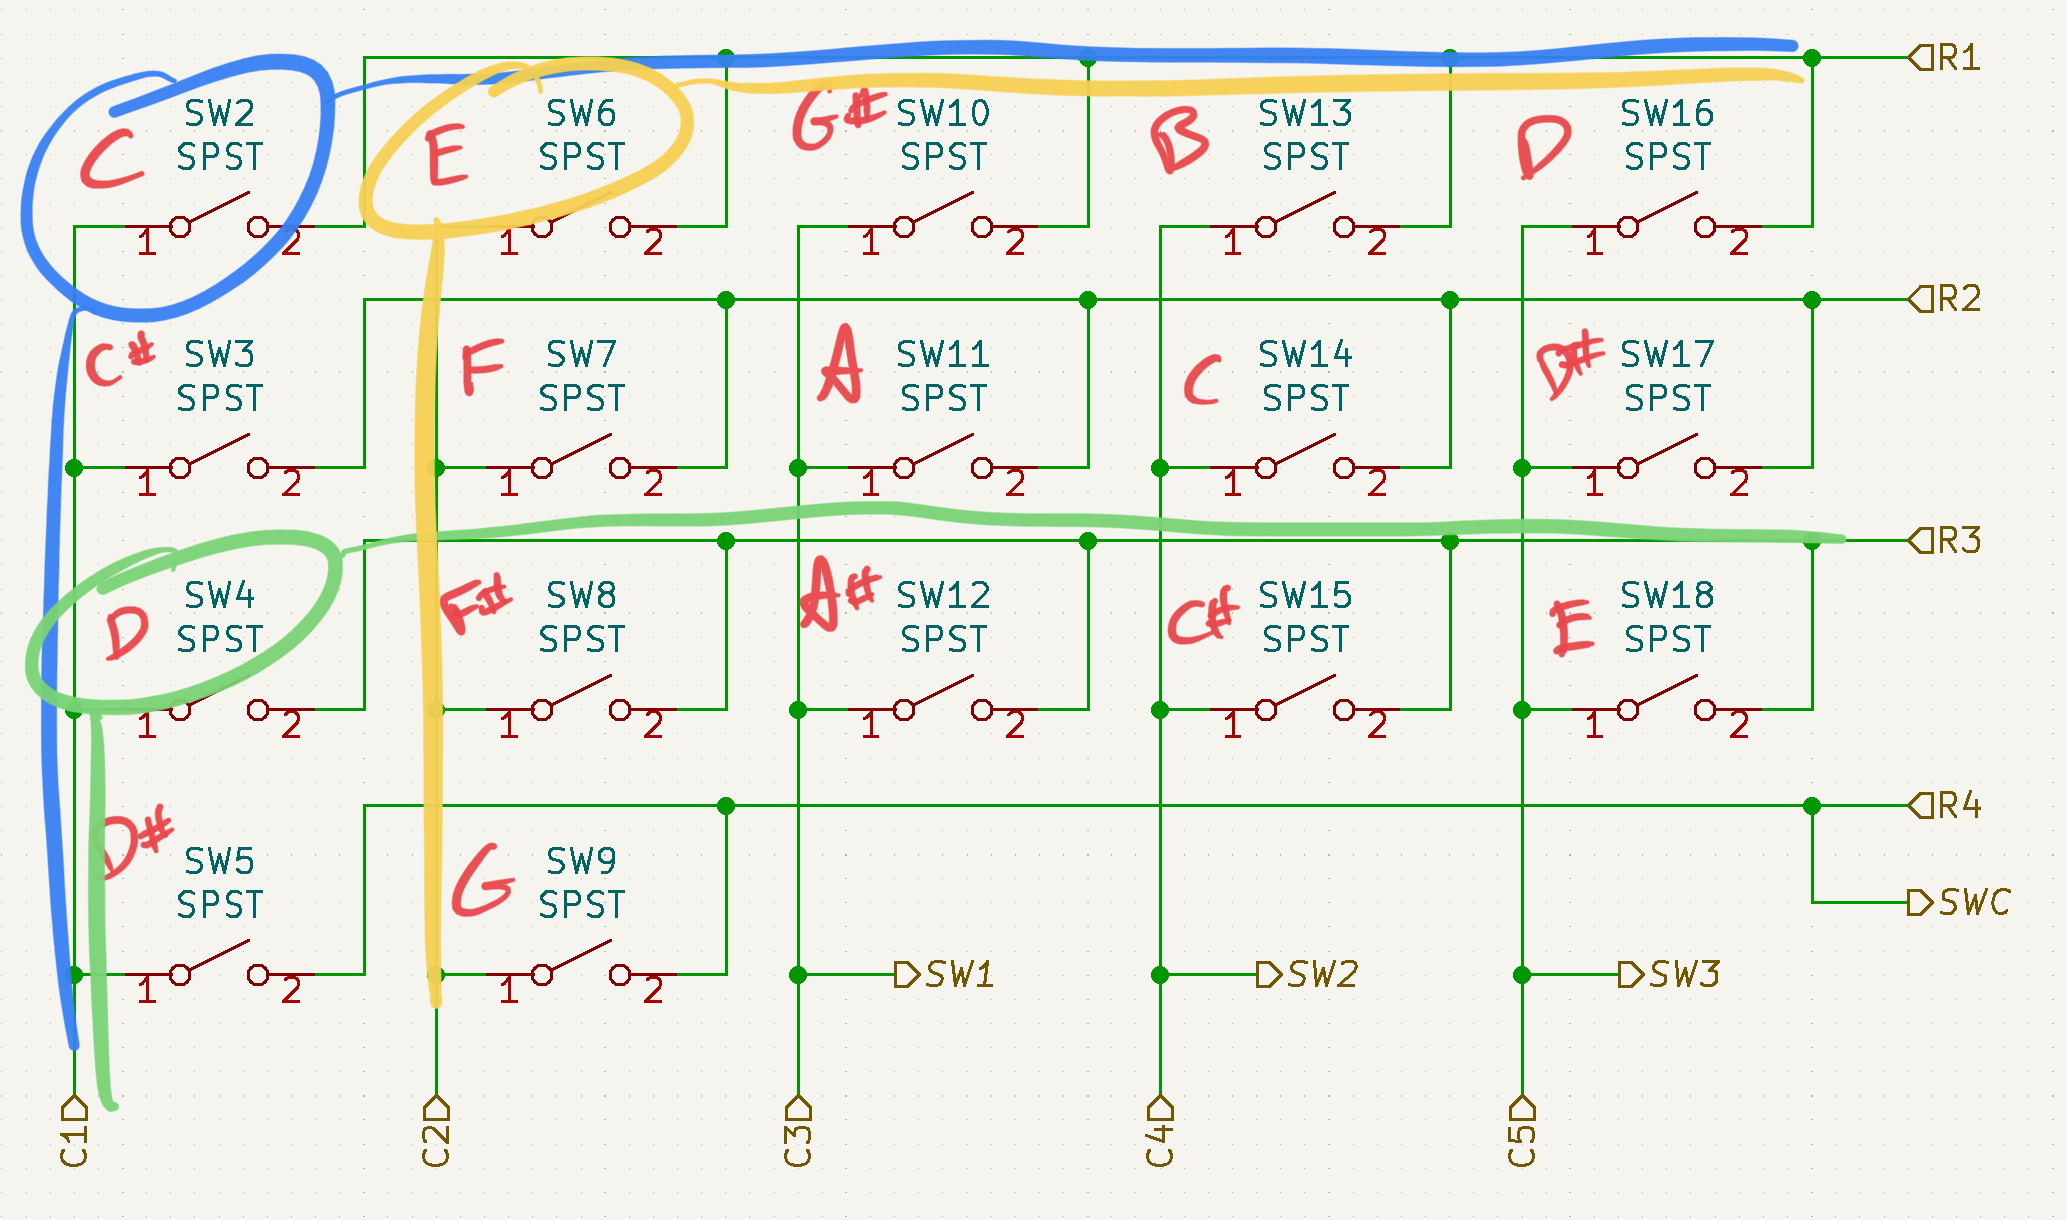 R1
C SW2 E SW6 G# SW10 B SW13 D SW16
SPST SPST SPST SPST SPST
1 2 1 2 1 2 1 2 1 2
R2
C# SW3 F SW7 A SW11 C SW14 D# SW17
SPST SPST SPST SPST SPST
1 2 1 2 1 2 1 2 1 2
R3
D SW4 F# SW8 A# SW12 C# SW15 E SW18
SPST SPST SPST SPST SPST
1 2 1 2 1 2 1 2 1 2
R4
D# SW5 G SW9
SPST SPST SWC
1 2 1 2 SW1 SW2 SW3
C1 C2 C3 C4 C5